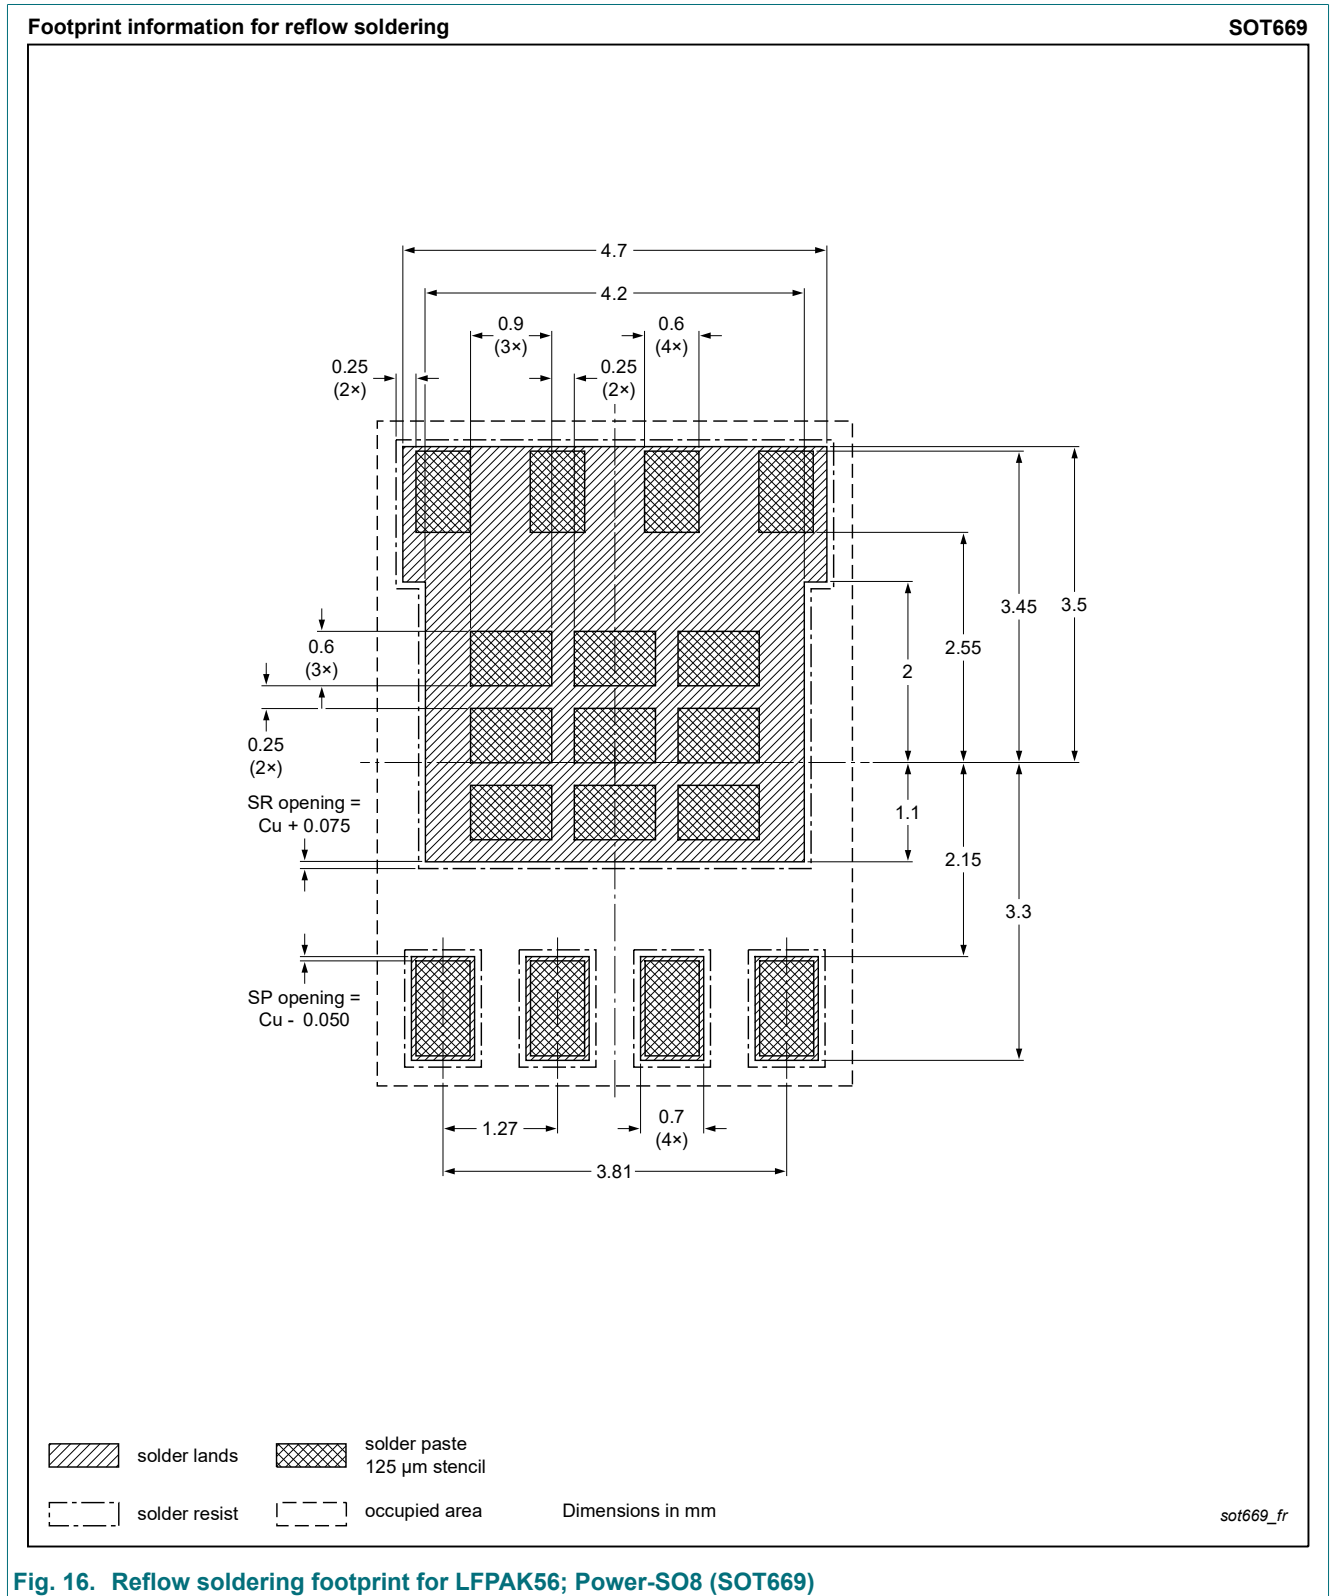 Footprint information for reflow soldering SOT669
4.7
4.2
0.9
(3×)
0.6
(4×)
0.25
(2×)
0.25
(2×)
3.45
3.5
2.55
2
0.6
(3×)
0.25
(2×)
SR opening =
Cu + 0.075
1.1
2.15
3.3
SP opening =
Cu - 0.050
1.27
0.7
(4×)
3.81
solder lands
solder paste
125 µm stencil
solder resist
occupied area
Dimensions in mm
sot669_fr
Fig. 16. Reflow soldering footprint for LFPAK56; Power-SO8 (SOT669)